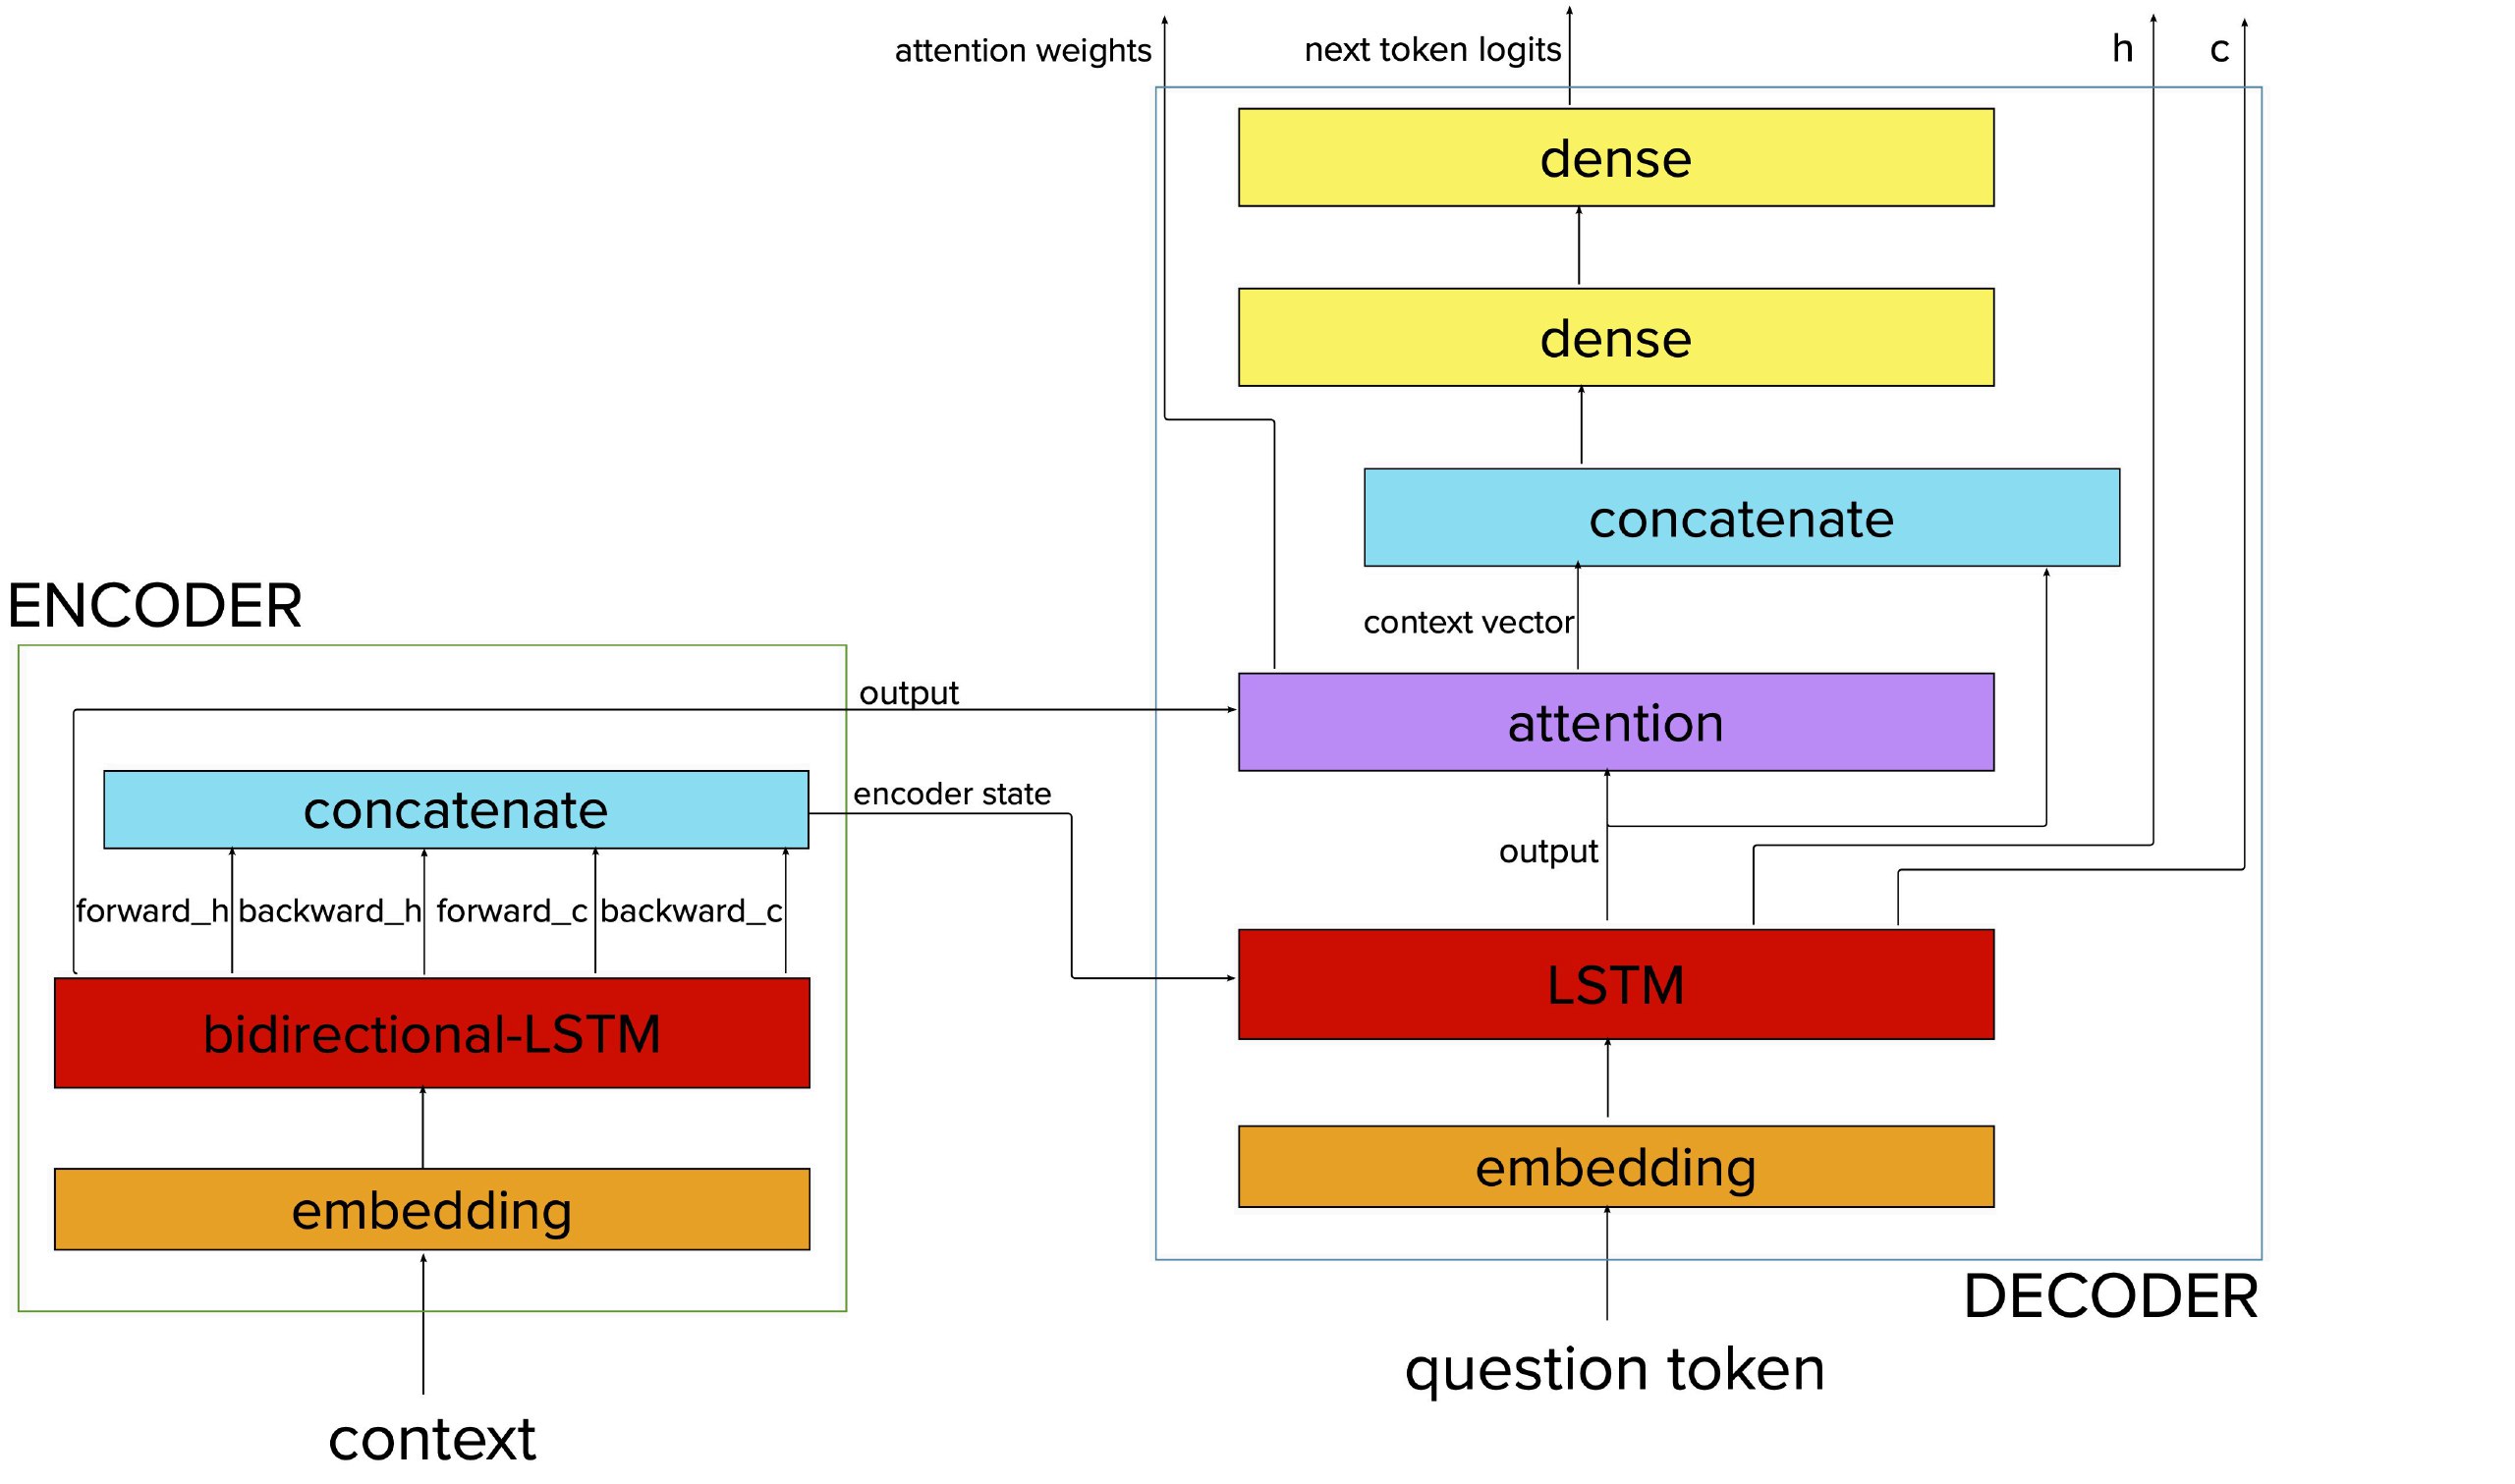 attention weights
next token logits
h
c
dense
dense
concatenate
context vector
attention
output
LSTM
embedding
DECODER
question token
ENCODER
output
concatenate
encoder state
forward_h
backward_h
forward_c
backward_c
bidirectional-LSTM
embedding
context